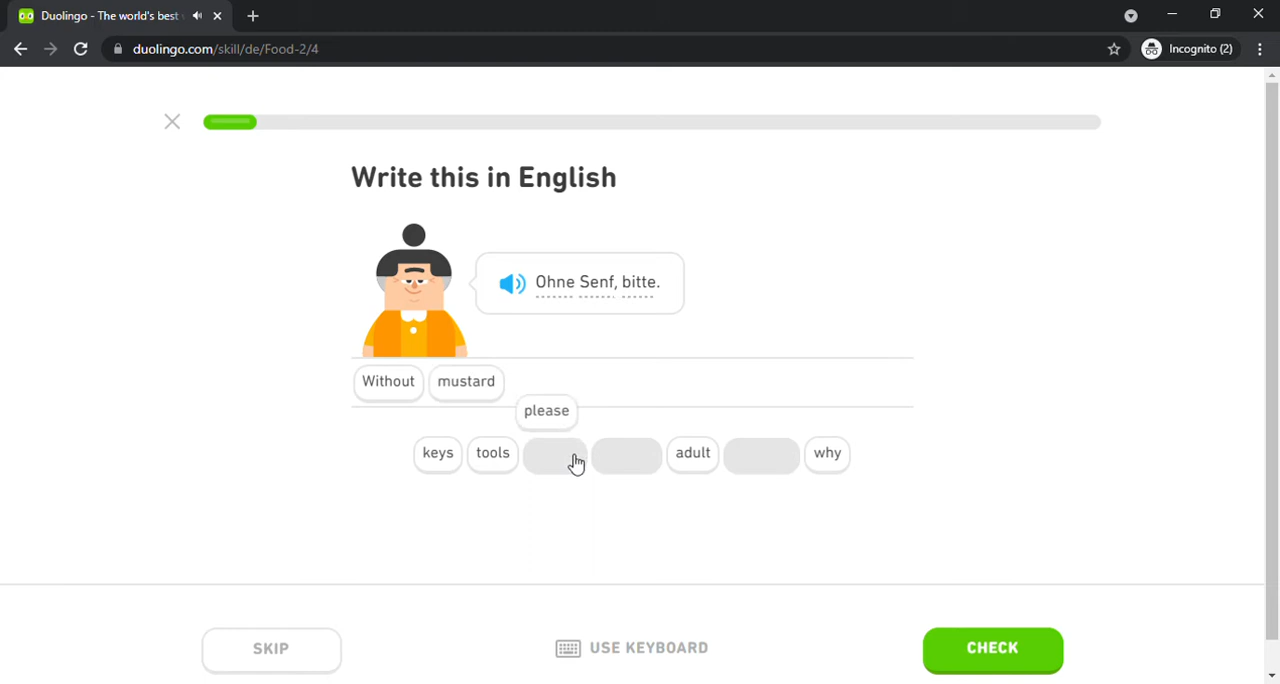 Duolingo - The world's best
duolingo.com/skill/de/Food-2/4
Incognito (2)
Write this in English
Ohne Senf, bitte.
Without mustard
please
keys tools adult why
SKIP
USE KEYBOARD
CHECK